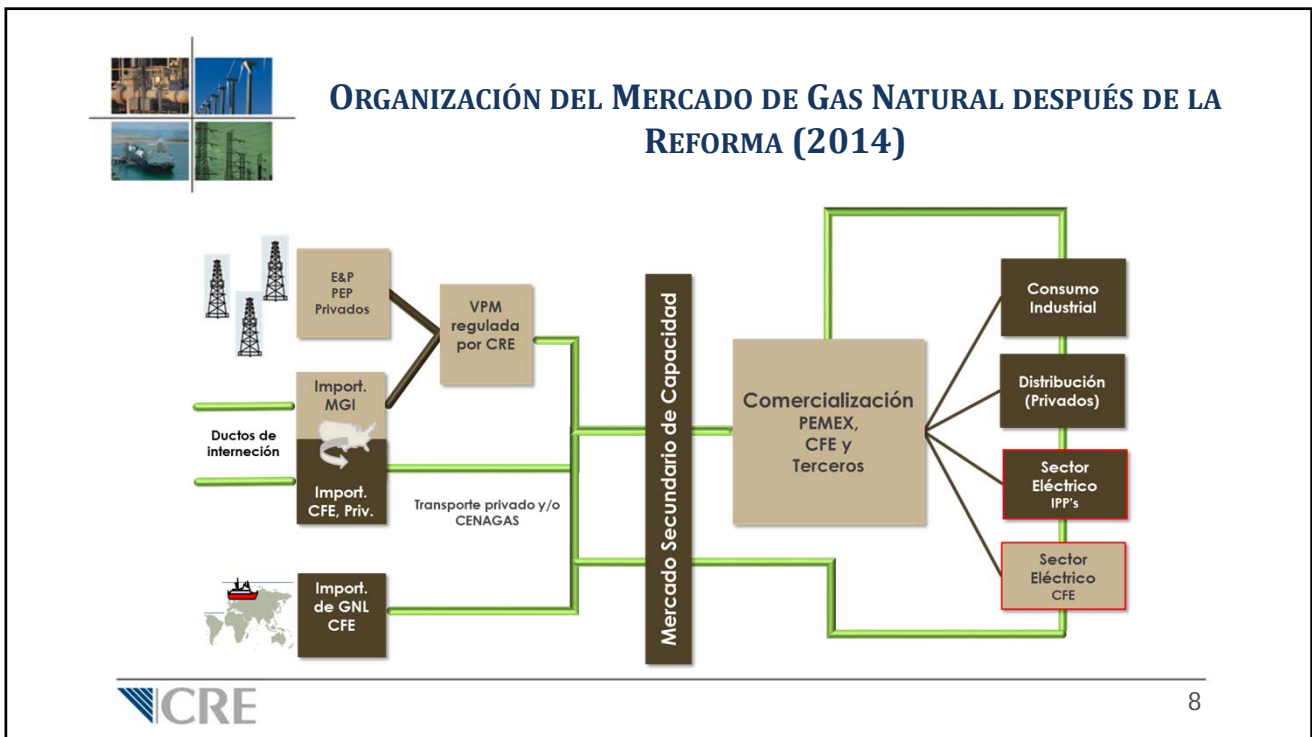 ORGANIZACIÓN DEL MERCADO DE GAS NATURAL DESPUÉS DE LA
REFORMA (2014)
E&P
PEP
Privados
VPM
regulada
por CRE
Import.
MGI
Ductos de
interneción
Import.
CFE, Priv.
Transporte privado y/o
CENAGAS
Import.
de GNL
CFE
Mercado Secundario de Capacidad
Comercialización
PEMEX,
CFE y
Terceros
Consumo
Industrial
Distribución
(Privados)
Sector
Eléctrico
IPP's
Sector
Eléctrico
CFE
CRE
8